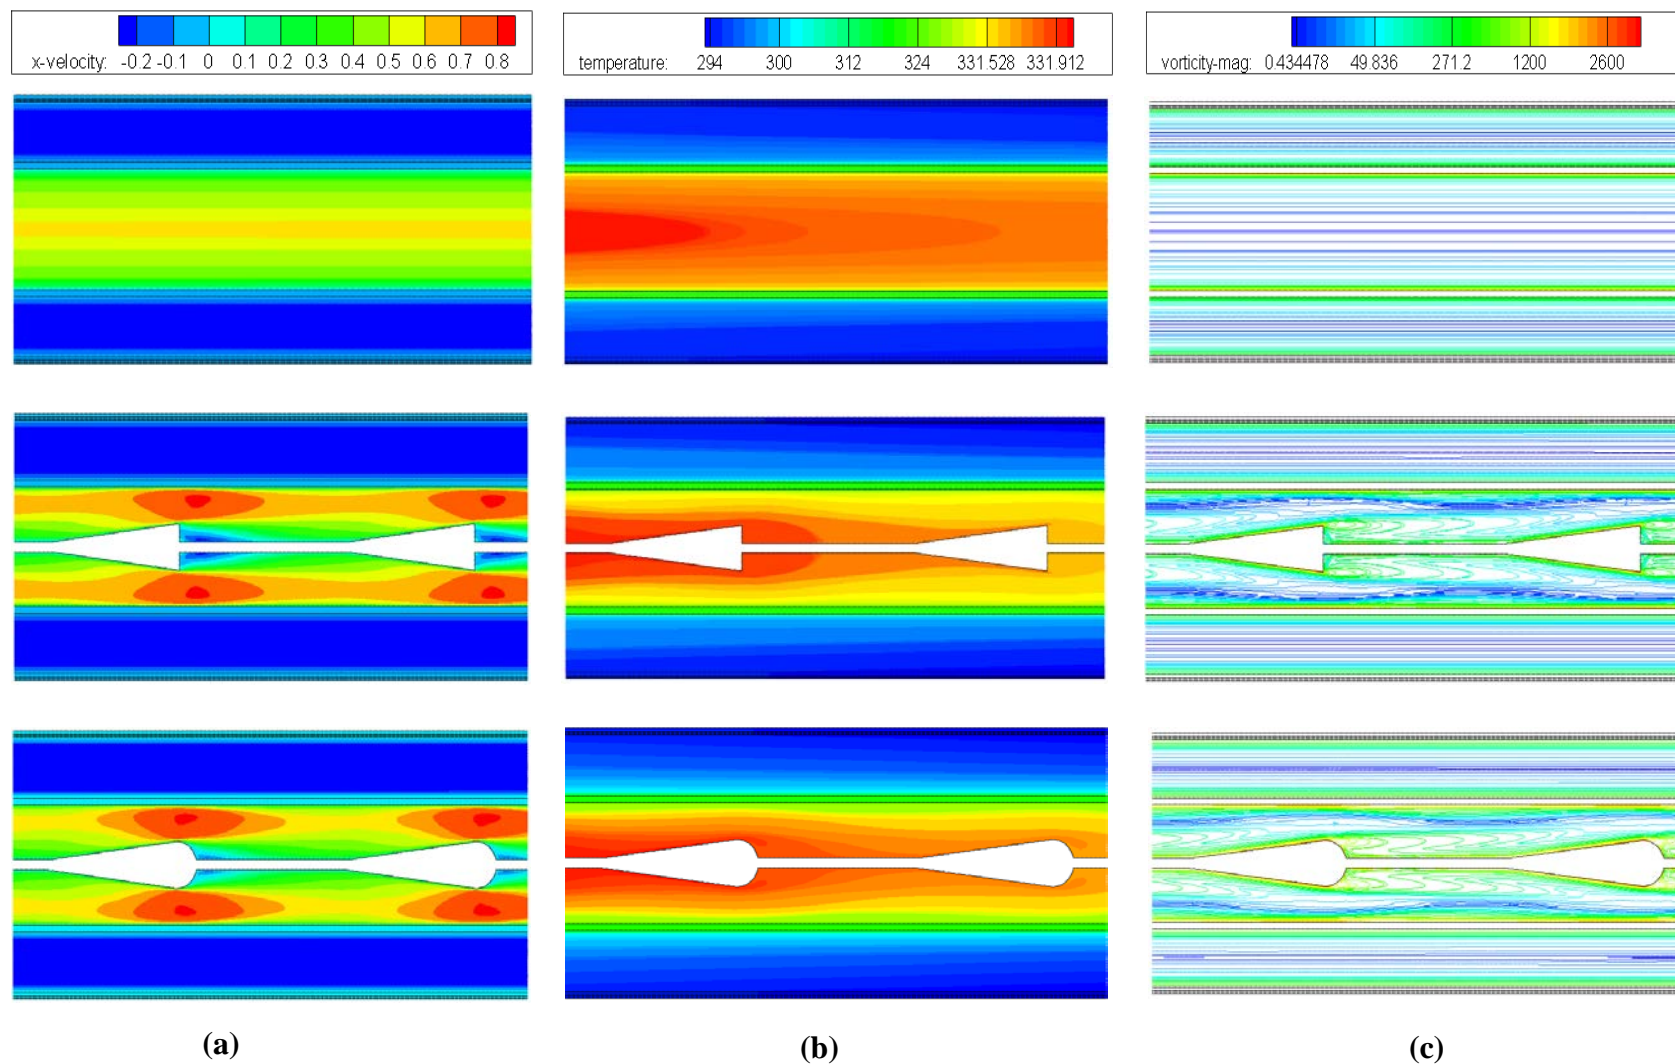 x-velocity: -0.2 -0.1 0 0.1 0.2 0.3 0.4 0.5 0.6 0.7 0.8
temperature: 294 300 312 324 331.528 331.912
vorticity-mag: 0.434478 49.836 271.2 1200 2600
(a)
(b)
(c)